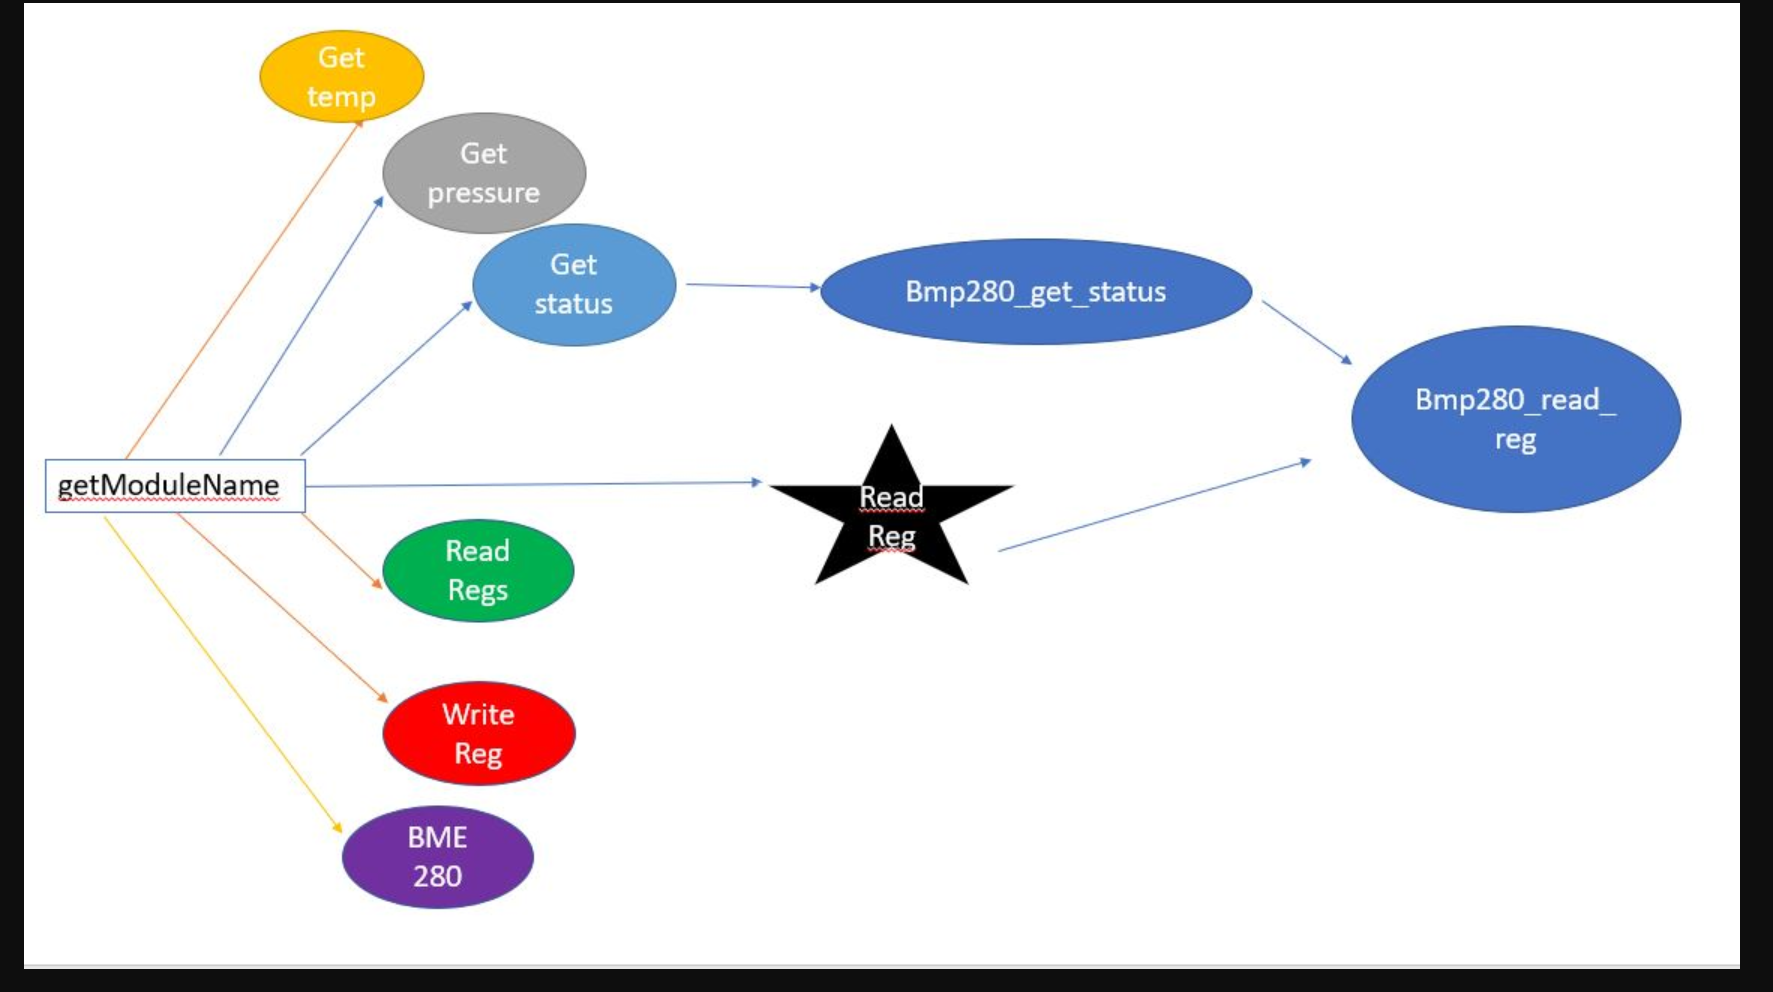 Get
temp
Get
pressure
Get
status
Bmp280_get_status
Bmp280_read_
reg
getModuleName
Read
Reg
Read
Regs
Write
Reg
BME
280